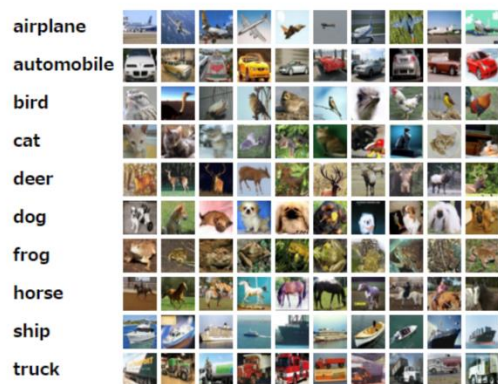 airplane
automobile
bird
cat
deer
dog
frog
horse
ship
truck